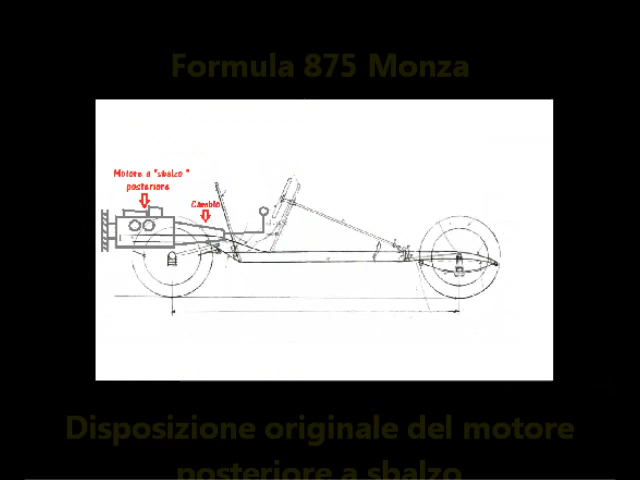 Formula 875 Monza
Motore a "sbalzo "
posteriore
Cambio
Disposizione originale del motore
posteriore a sbalzo